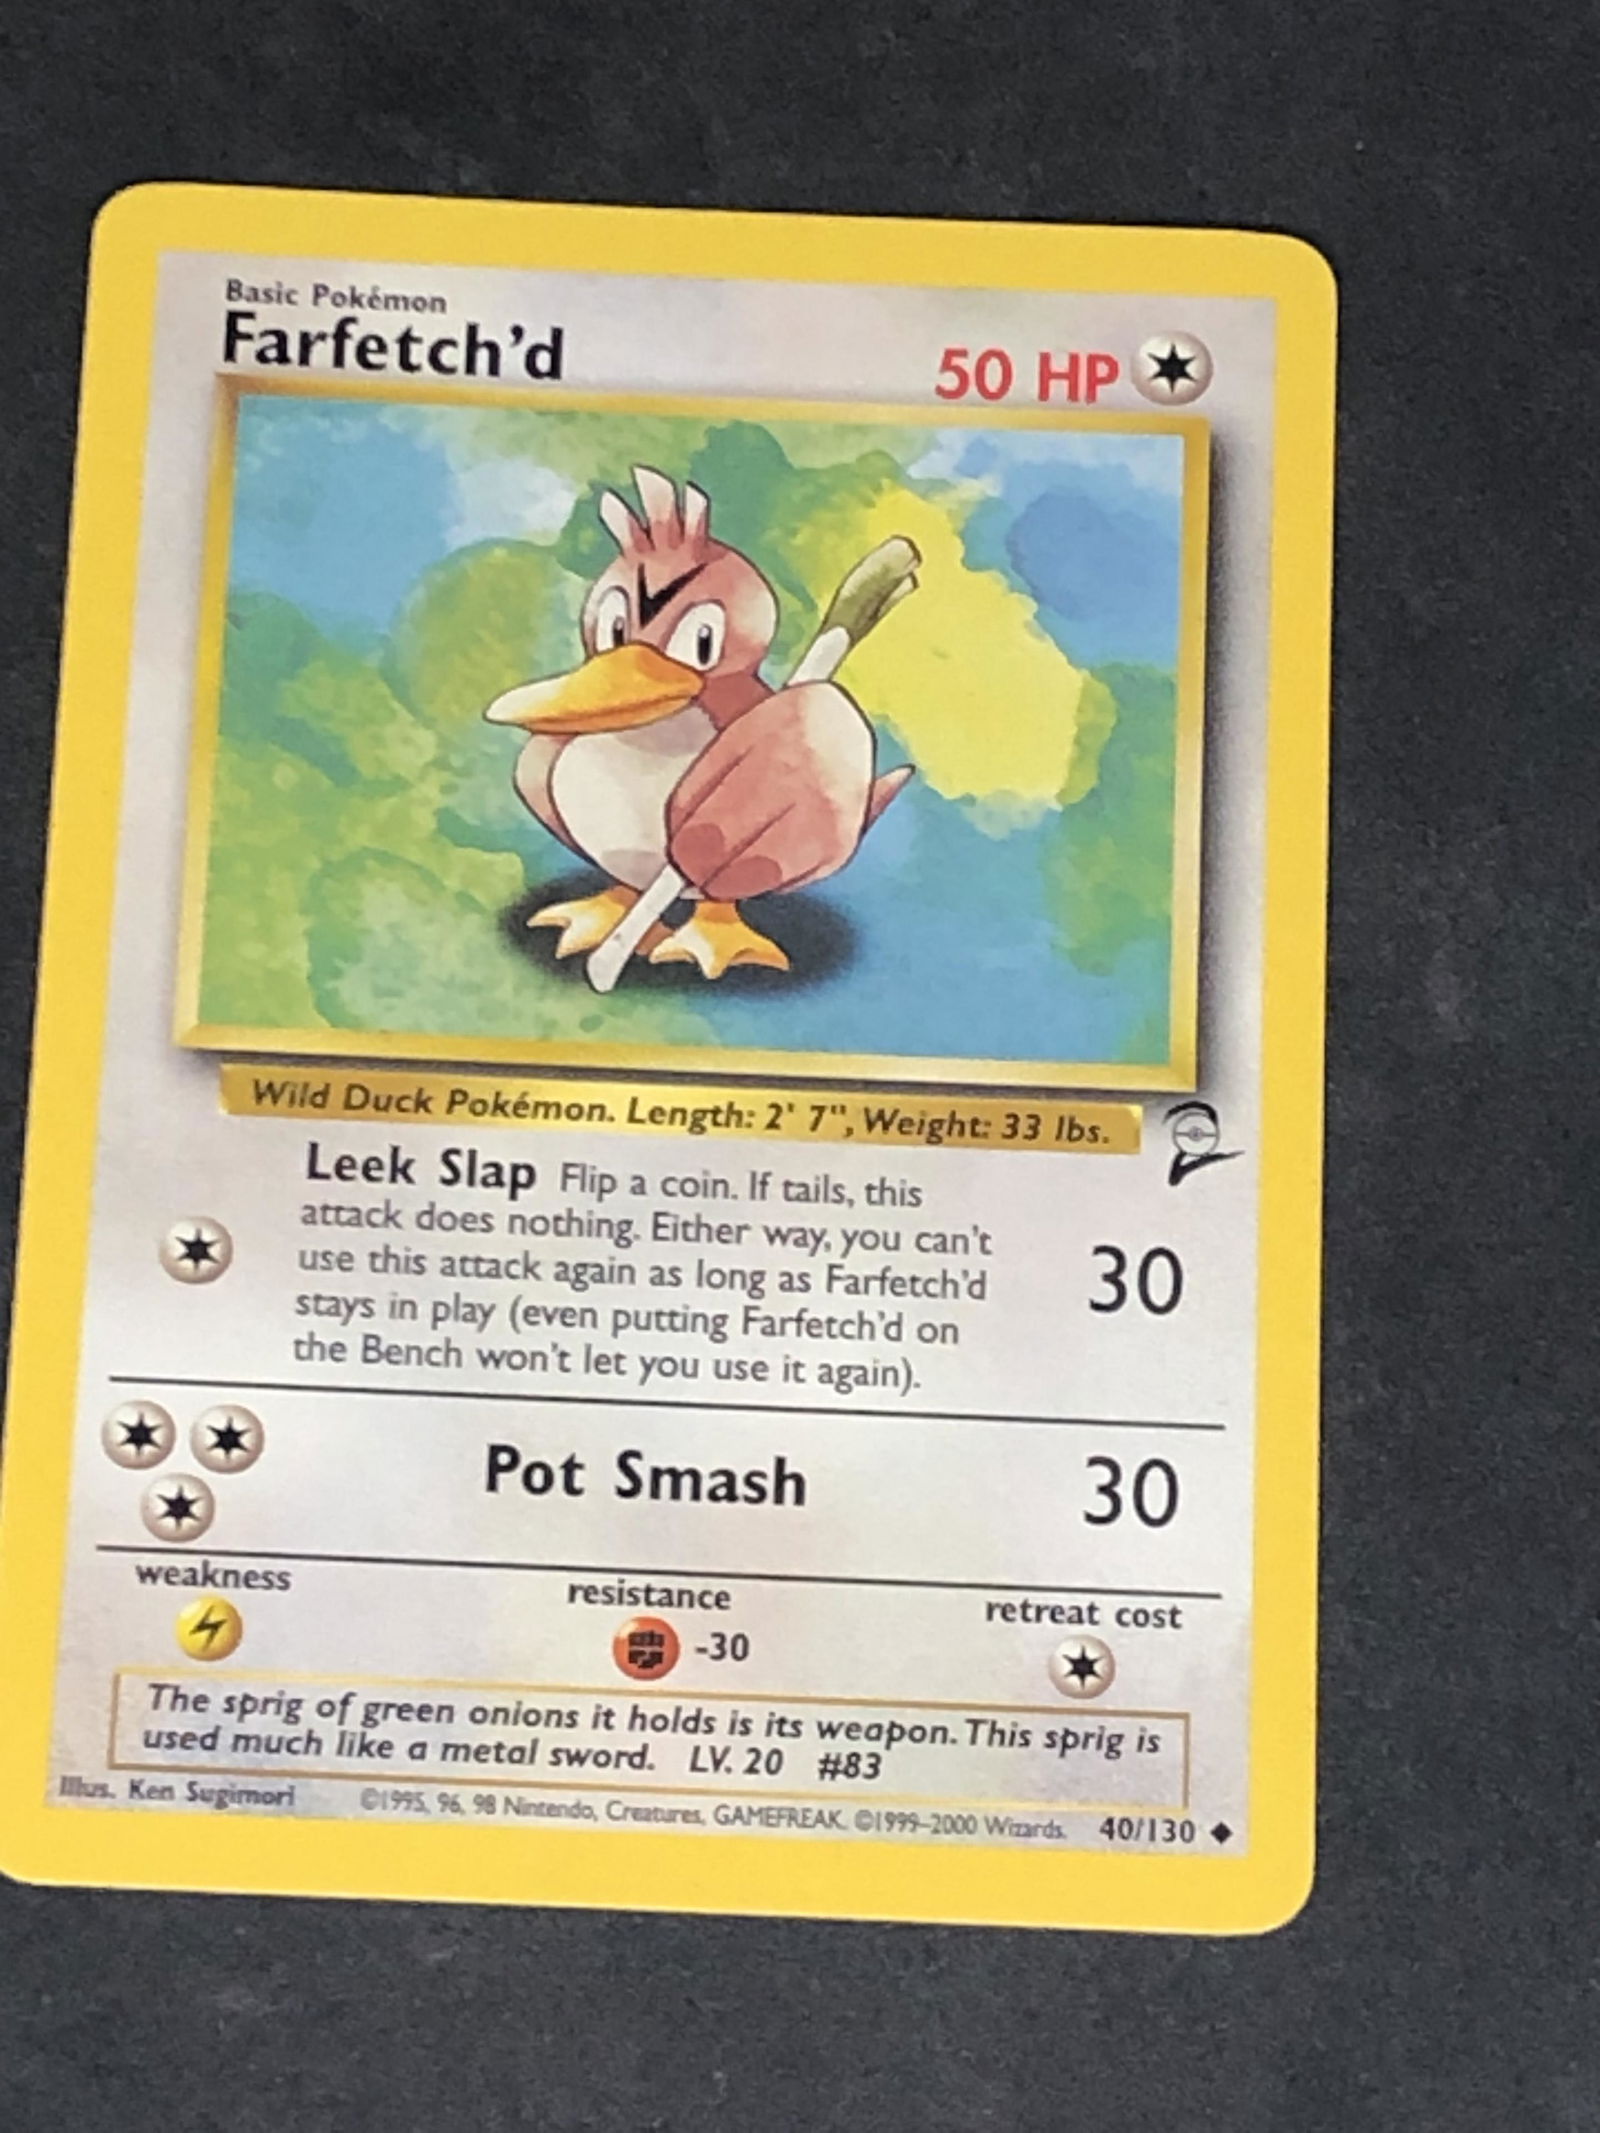 Basic Pokémon
Farfetch'd
50 HP
Wild Duck Pokémon. Length: 2' 7", Weight: 33 lbs.
Leek Slap Flip a coin. If tails, this
attack does nothing. Either way, you can't
use this attack again as long as Farfetch'd
stays in play (even putting Farfetch'd on
the Bench won't let you use it again).
30
Pot Smash
30
weakness
resistance
retreat cost
-30
The sprig of green onions it holds is its weapon. This sprig is
used much like a metal sword. LV. 20 #83
Illus. Ken Sugimori ©1995, 96, 98 Nintendo, Creatures, GAMEFREAK. ©1999-2000 Wizards. 40/130